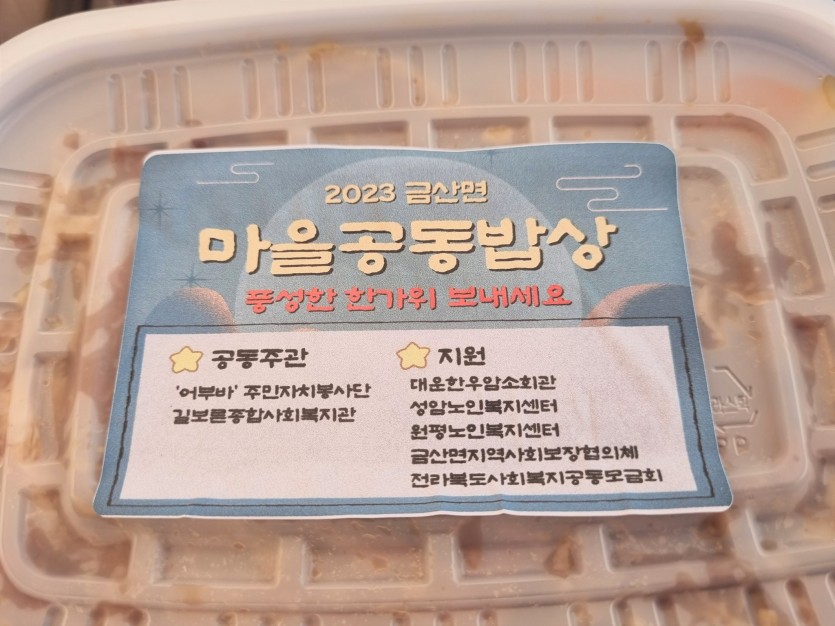 2023 금산면
마을공동밥상
풍성한 한가위 보내세요
공동주관
'어부바' 주민자치봉사단
길보른종합사회복지관
지원
대운한우암소회관
성암노인복지센터
원평노인복지센터
금산면지역사회보장협의체
전라북도사회복지공동모금회
PP